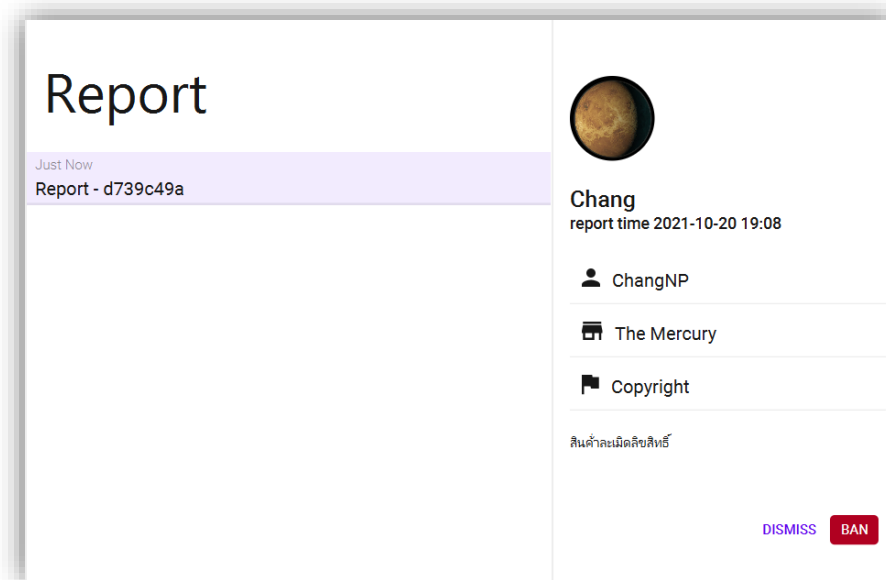 Report
Just Now
Report - d739c49a
Chang
report time 2021-10-20 19:08
ChangNP
The Mercury
Copyright
สินค้าละเมิดลิขสิทธิ์
DISMISS BAN